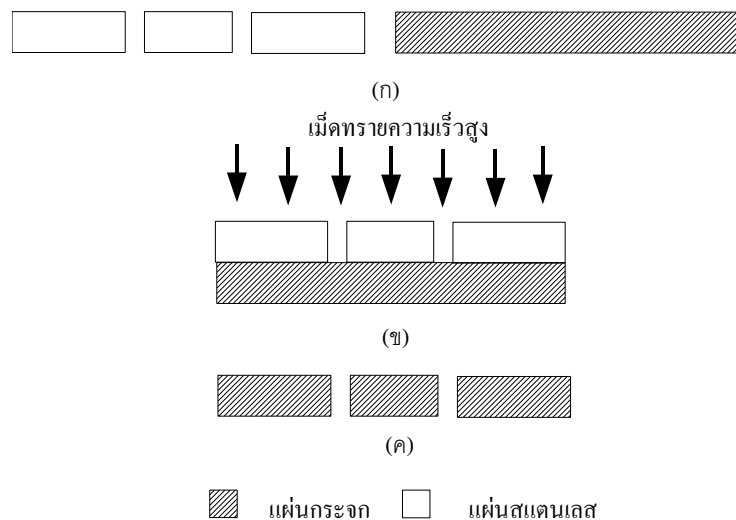 (ก)
เม็ดทรายความเร็วสูง
(ข)
(ค)
แผ่นกระจก แผ่นสแตนเลส